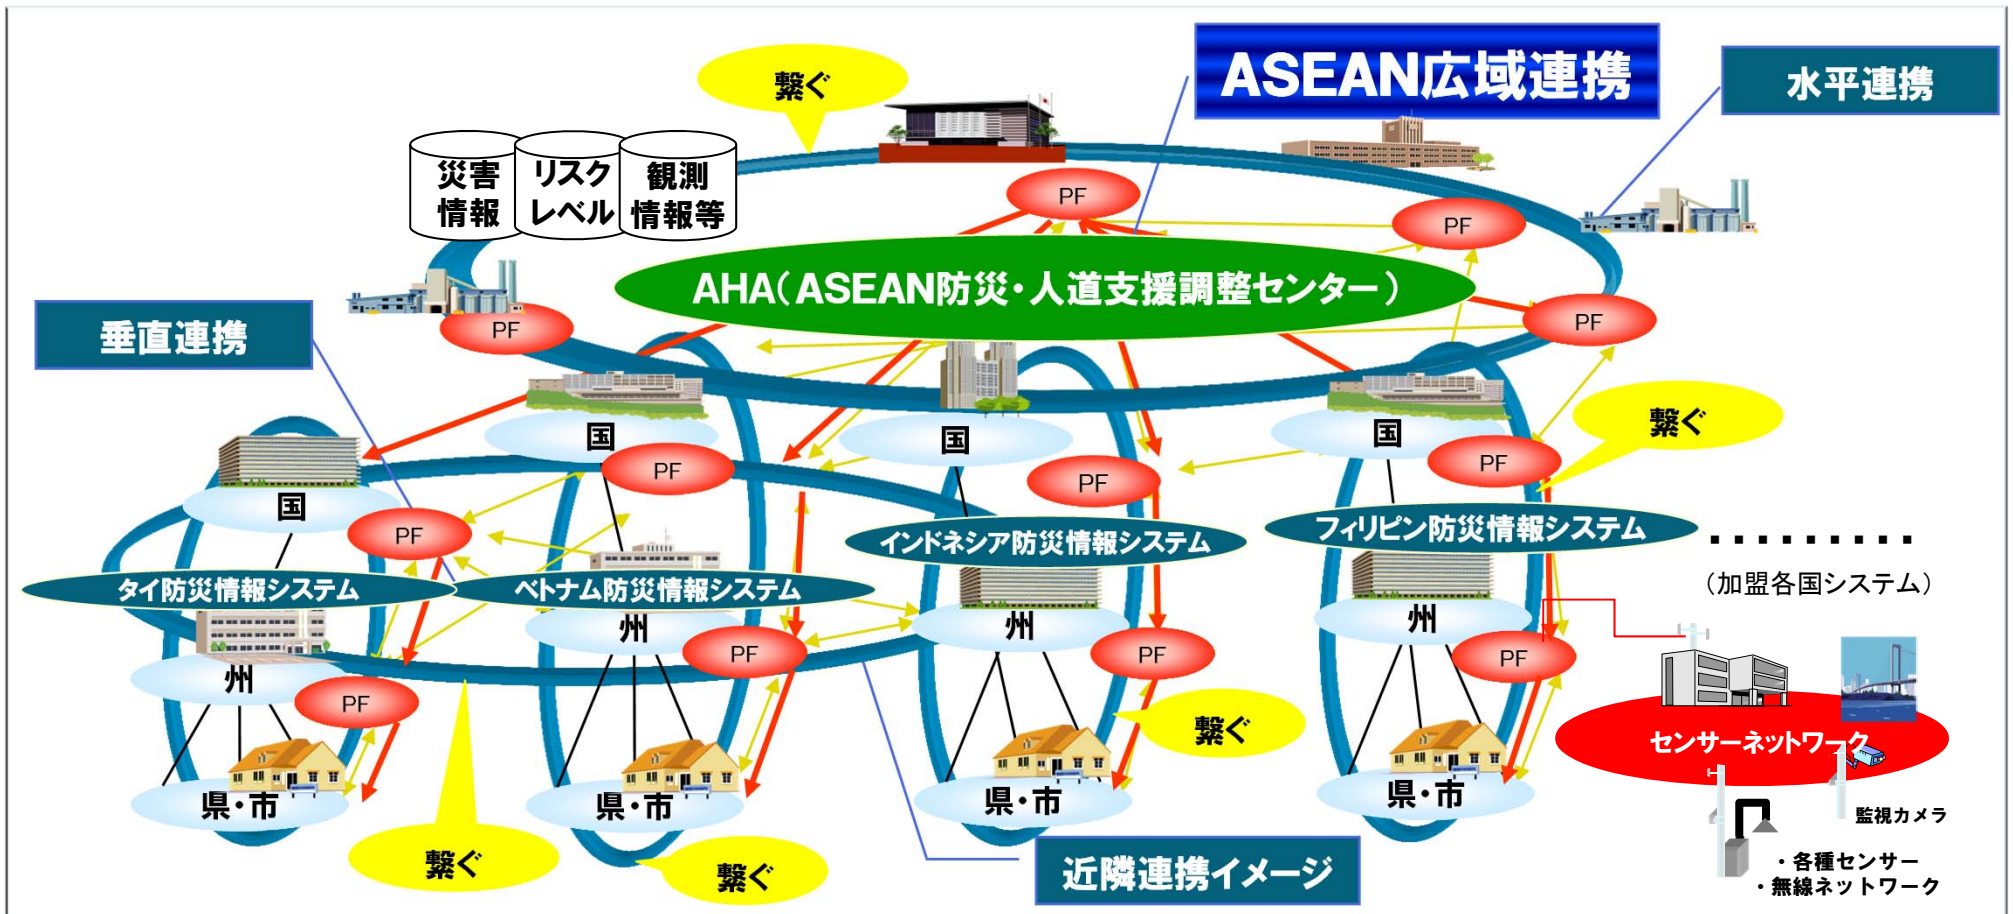 ASEAN広域連携
水平連携
繋ぐ
災害
情報
リスク
レベル
観測
情報等
PF
PF
AHA（ASEAN防災・人道支援調整センター）
PF
PF
垂直連携
国
国
国
国
繋ぐ
PF
PF
PF
PF
タイ防災情報システム
ベトナム防災情報システム
インドネシア防災情報システム
フィリピン防災情報システム
・・・・・・・・・
（加盟各国システム）
州
州
州
州
PF
PF
PF
PF
県・市
県・市
県・市
県・市
繋ぐ
繋ぐ
繋ぐ
近隣連携イメージ
センサーネットワーク
監視カメラ
・各種センサー
・無線ネットワーク